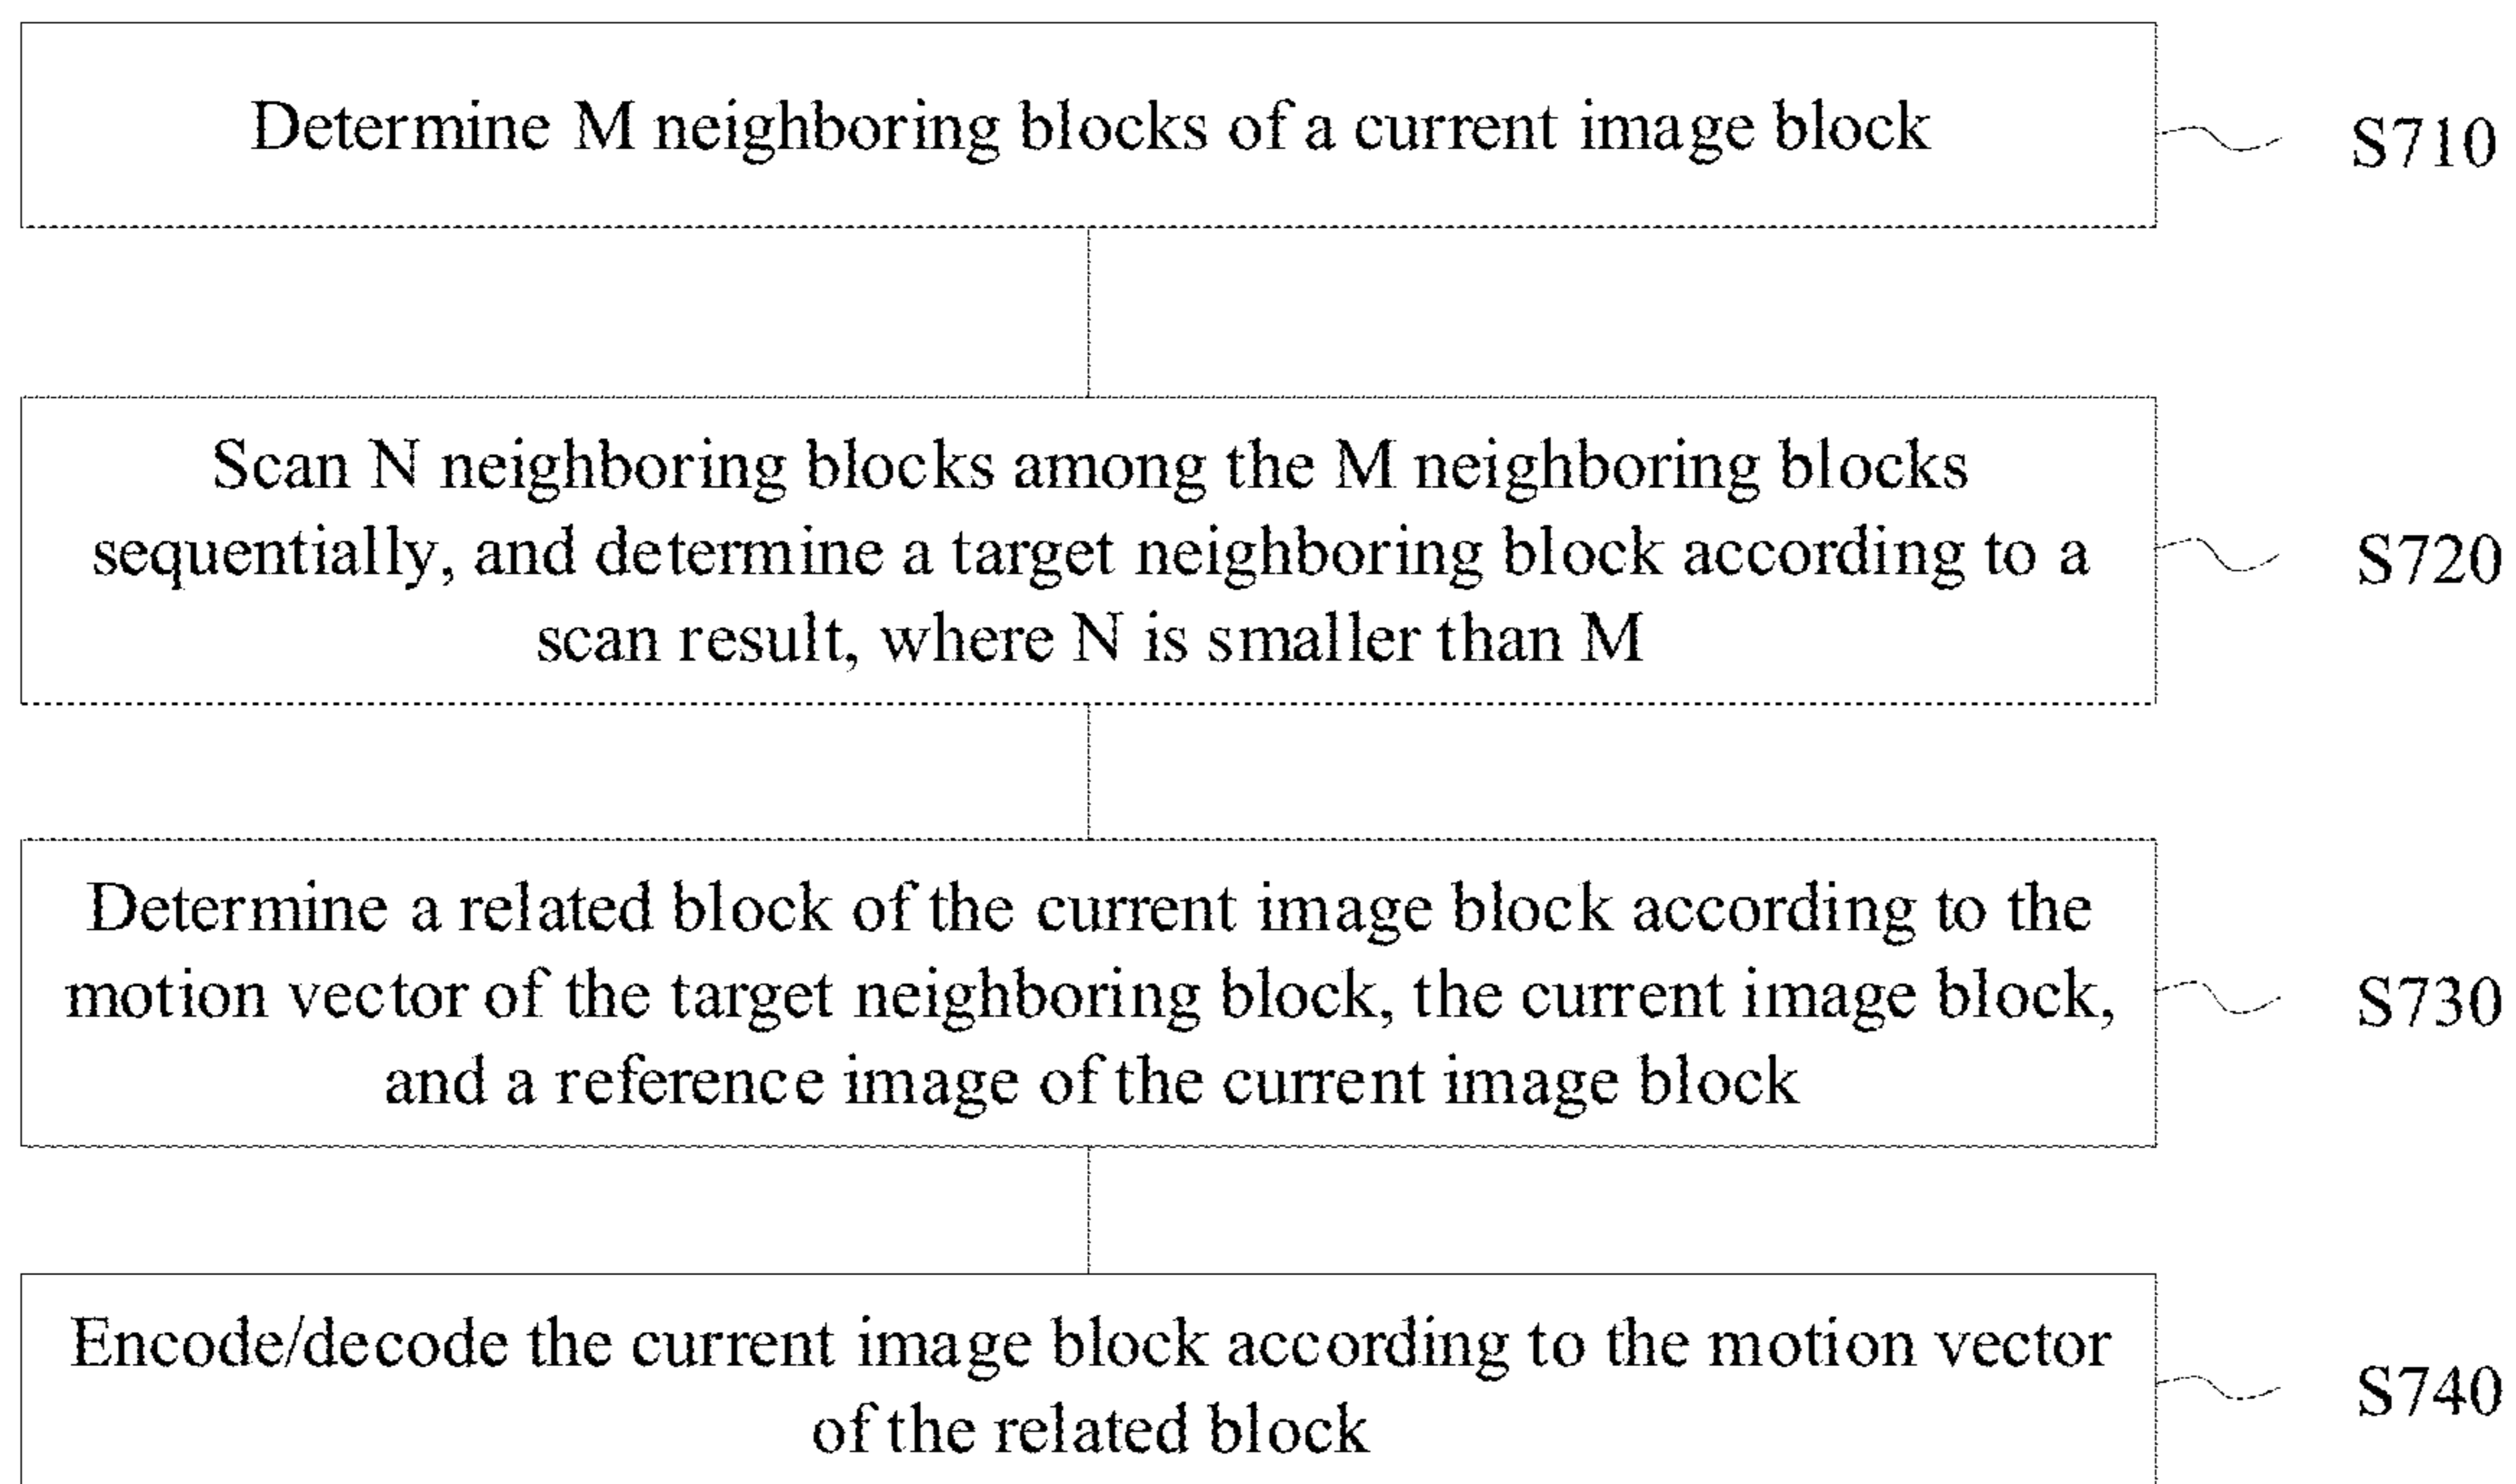 Determine M neighboring blocks of a current image block
S710
Scan N neighboring blocks among the M neighboring blocks
sequentially, and determine a target neighboring block according to a
scan result, where N is smaller than M
S720
Determine a related block of the current image block according to the
motion vector of the target neighboring block, the current image block,
and a reference image of the current image block
S730
Encode/decode the current image block according to the motion vector
of the related block
S740